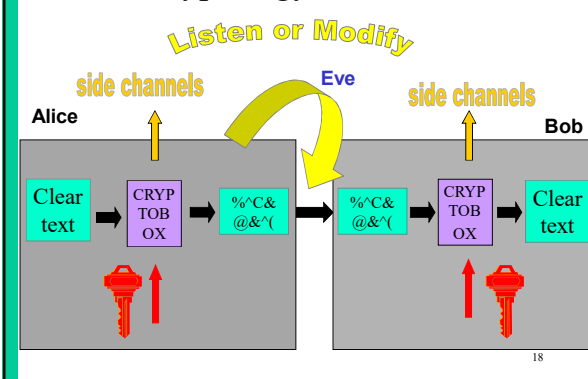 Listen or Modify
Eve
side channels
side channels
Alice
Bob
Clear
text
CRYP
TOB
OX
%^C&
@&^(
%^C&
@&^(
CRYP
TOB
OX
Clear
text
18